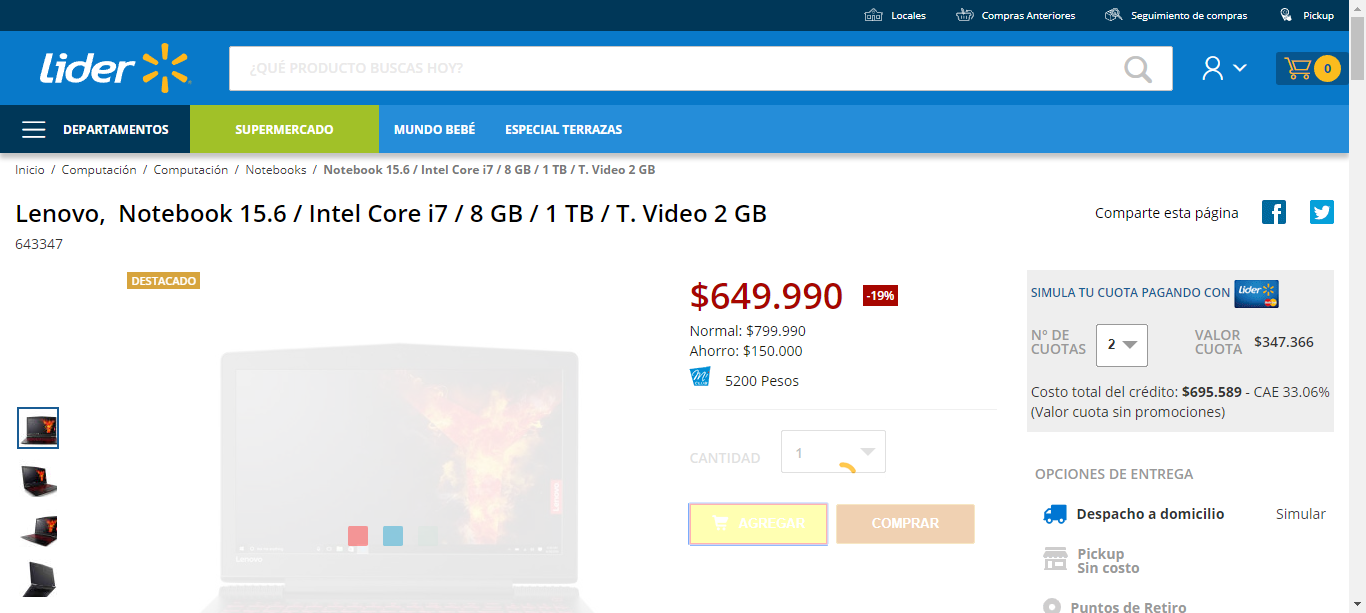 Locales
Compras Anteriores
Seguimiento de compras
Pickup
Lider
¿QUÉ PRODUCTO BUSCAS HOY?
0
DEPARTAMENTOS
SUPERMERCADO
MUNDO BEBÉ
ESPECIAL TERRAZAS
Inicio / Computación / Computación / Notebooks / Notebook 15.6 / Intel Core i7 / 8 GB / 1 TB / T. Video 2 GB
Lenovo, Notebook 15.6 / Intel Core i7 / 8 GB / 1 TB / T. Video 2 GB
Comparte esta página
643347
DESTACADO
Lenovo
Lenovo
$649.990
-19%
Normal: $799.990
Ahorro: $150.000
Mi CLUB
5200 Pesos
CANTIDAD
1
AGREGAR
COMPRAR
SIMULA TU CUOTA PAGANDO CON
Lider
N° DE CUOTAS
2
VALOR CUOTA
$347.366
Costo total del crédito: $695.589 - CAE 33.06%
(Valor cuota sin promociones)
OPCIONES DE ENTREGA
Despacho a domicilio
Simular
Pickup
Sin costo
Puntos de Retiro